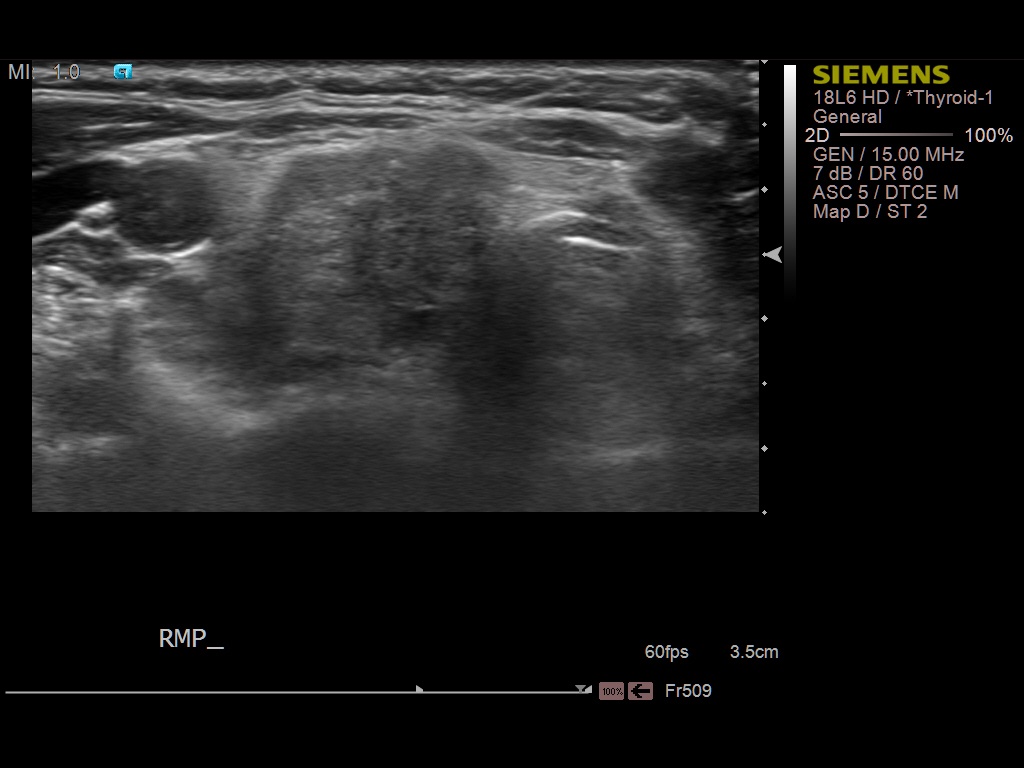 MI: 1.0
SIEMENS
18L6 HD / *Thyroid-1
General
2D 100%
GEN / 15.00 MHz
7 dB / DR 60
ASC 5 / DTCE M
Map D / ST 2
RMP_
60fps 3.5cm
100% Fr509